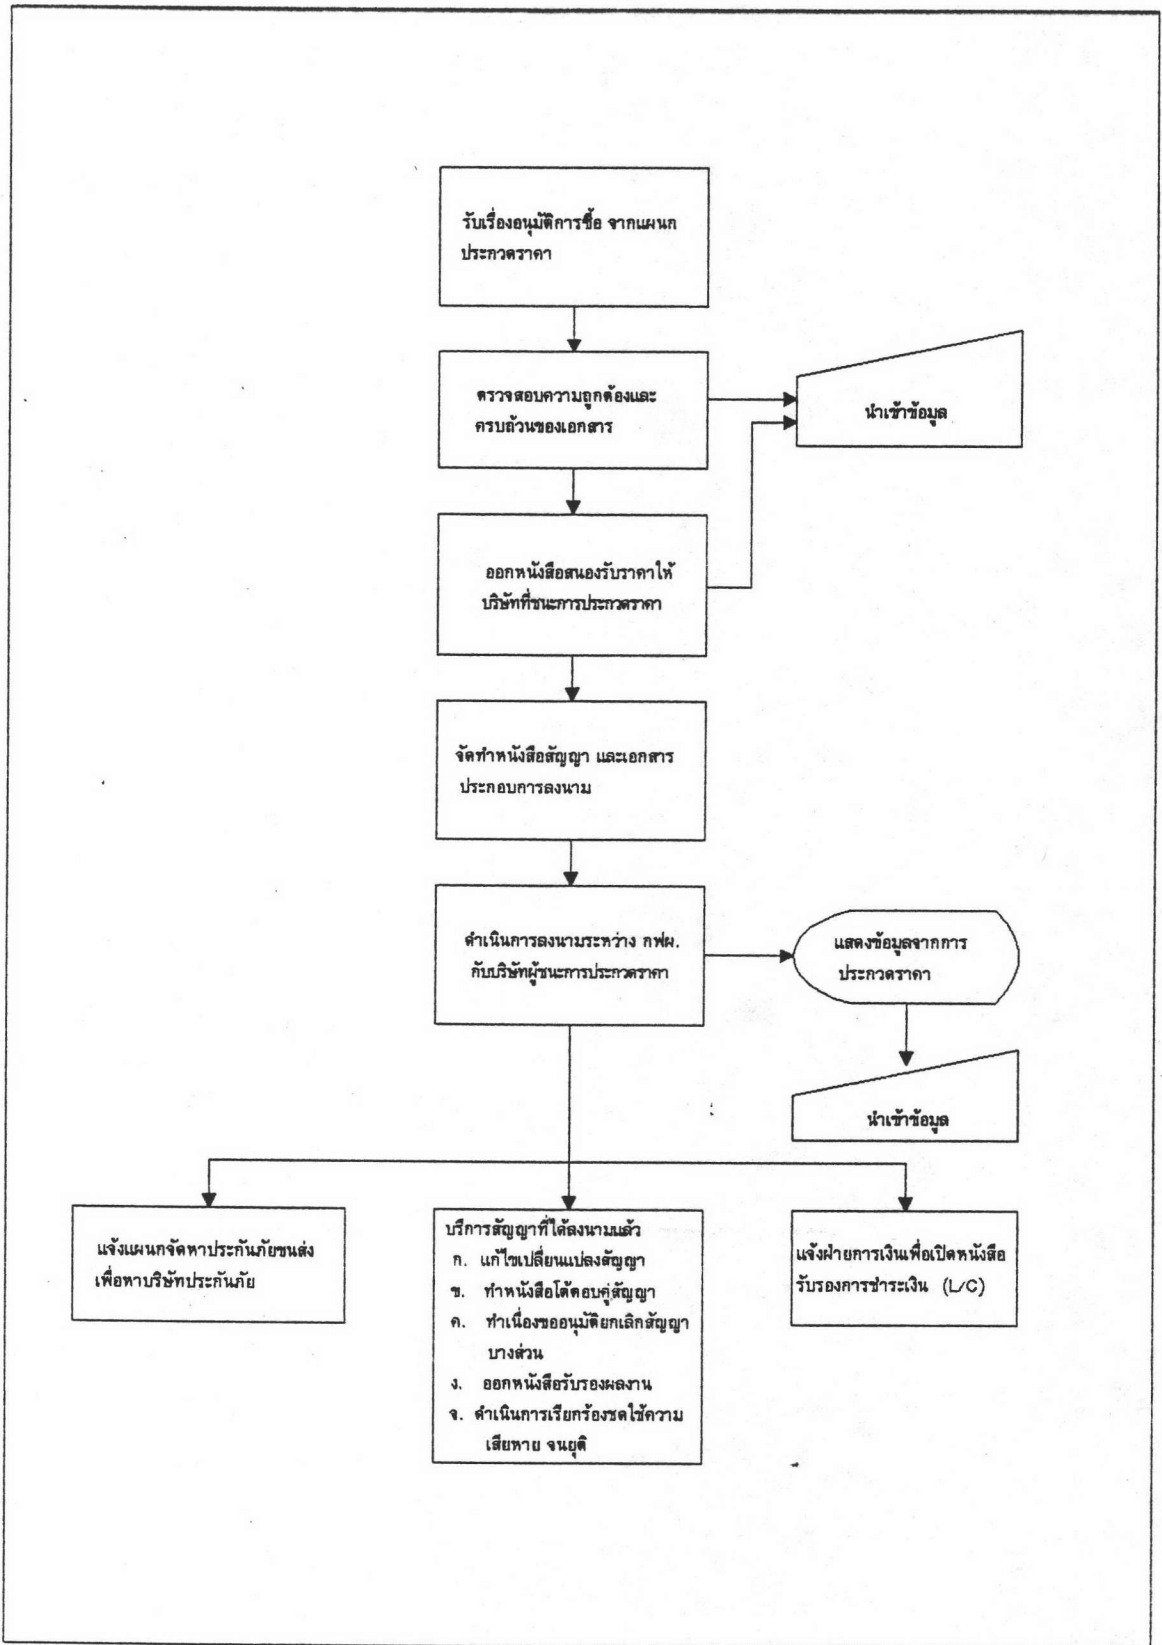 รับเรื่องอนุมัติการซื้อ จากแผนก
ประกวดราคา
ตรวจสอบความถูกต้องและ
ครบถ้วนของเอกสาร
นำเข้าข้อมูล
ออกหนังสือสนองรับราคาให้
บริษัทที่ชนะการประกวดราคา
จัดทำหนังสือสัญญา และเอกสาร
ประกอบการลงนาม
ดำเนินการลงนามระหว่าง กฟผ.
กับบริษัทผู้ชนะการประกวดราคา
แสดงข้อมูลจากการ
ประกวดราคา
นำเข้าข้อมูล
แจ้งแผนกจัดหาประกันภัยขนส่ง
เพื่อหาบริษัทประกันภัย
บริการสัญญาที่ได้ลงนามแล้ว
ก. แก้ไขเปลี่ยนแปลงสัญญา
ข. ทำหนังสือโต้ตอบคู่สัญญา
ค. ทำเนื่องขออนุมัติยกเลิกสัญญา
บางส่วน
ง. ออกหนังสือรับรองผลงาน
จ. ดำเนินการเรียกร้องชดใช้ความ
เสียหาย จนยุติ
แจ้งฝ่ายการเงินเพื่อเปิดหนังสือ
รับรองการชำระเงิน (L/C)